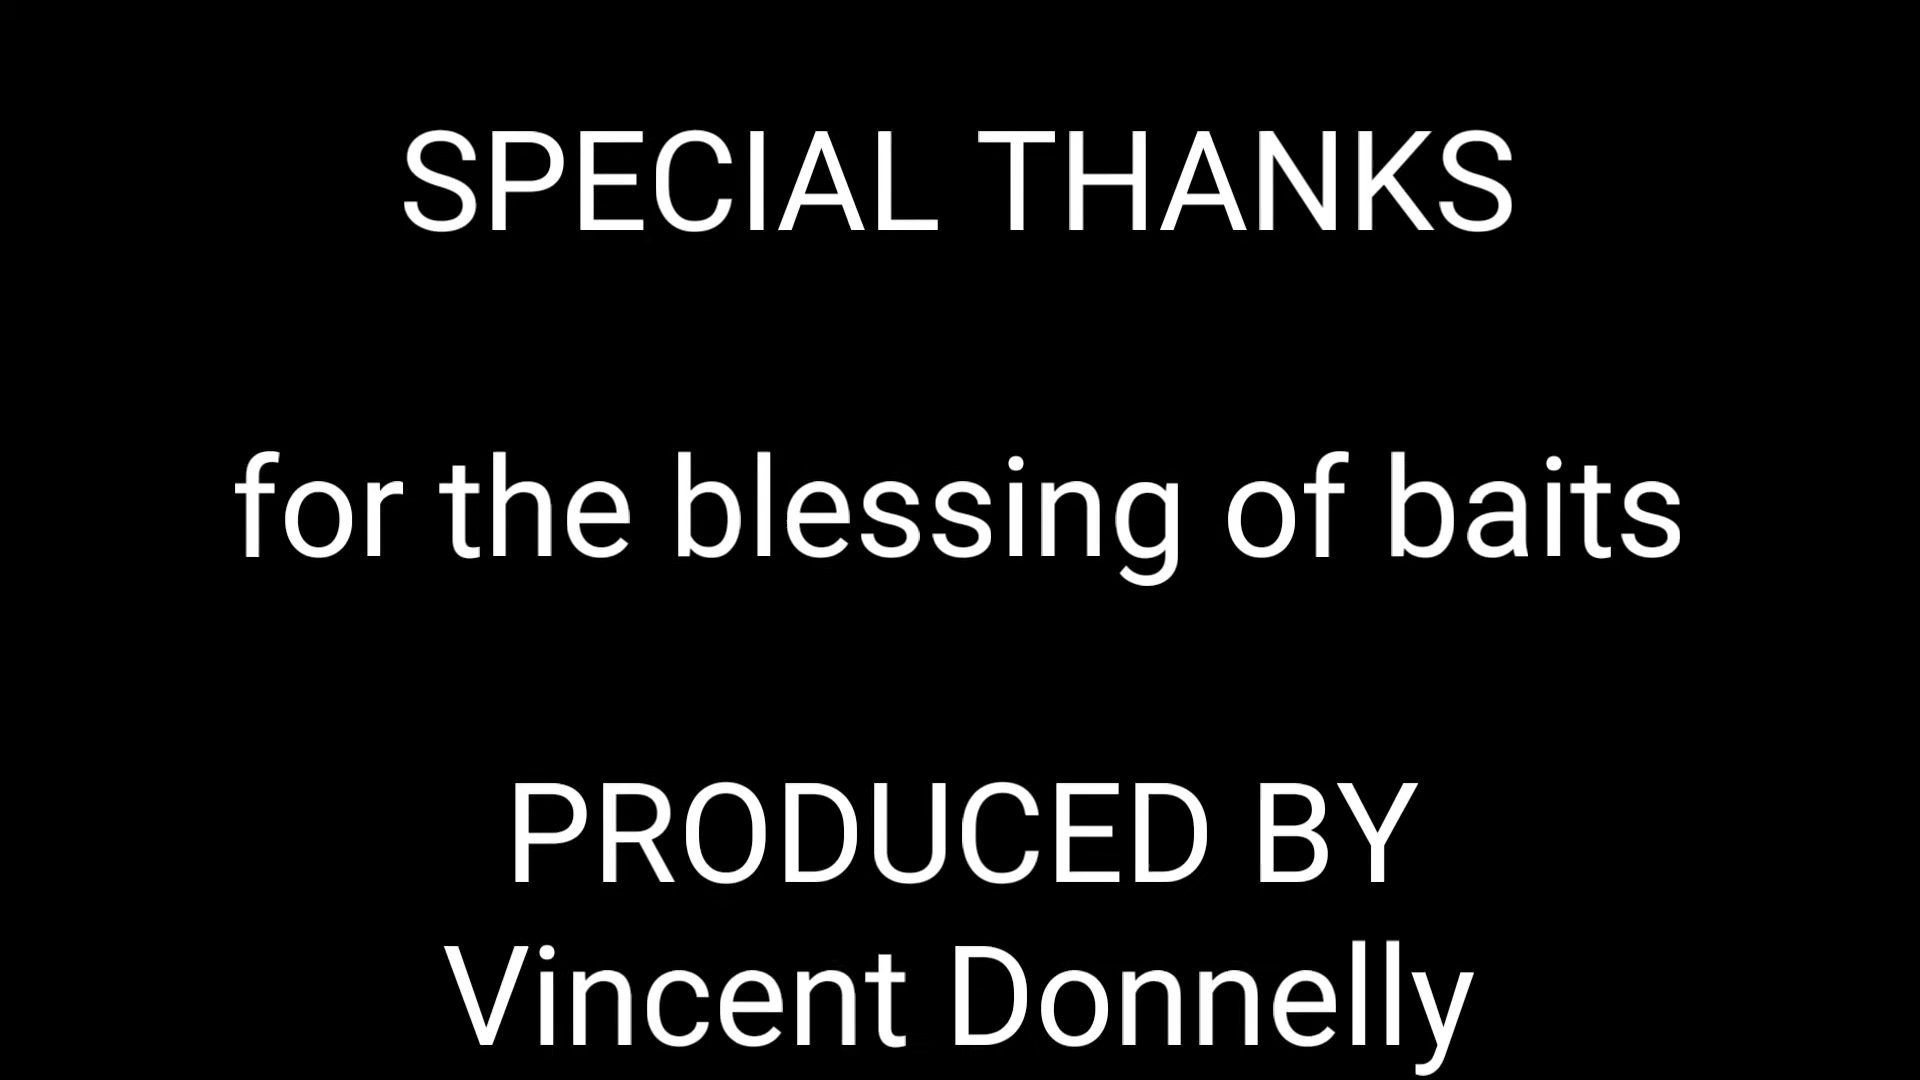 SPECIAL THANKS
for the blessing of baits
PRODUCED BY
Vincent Donnelly